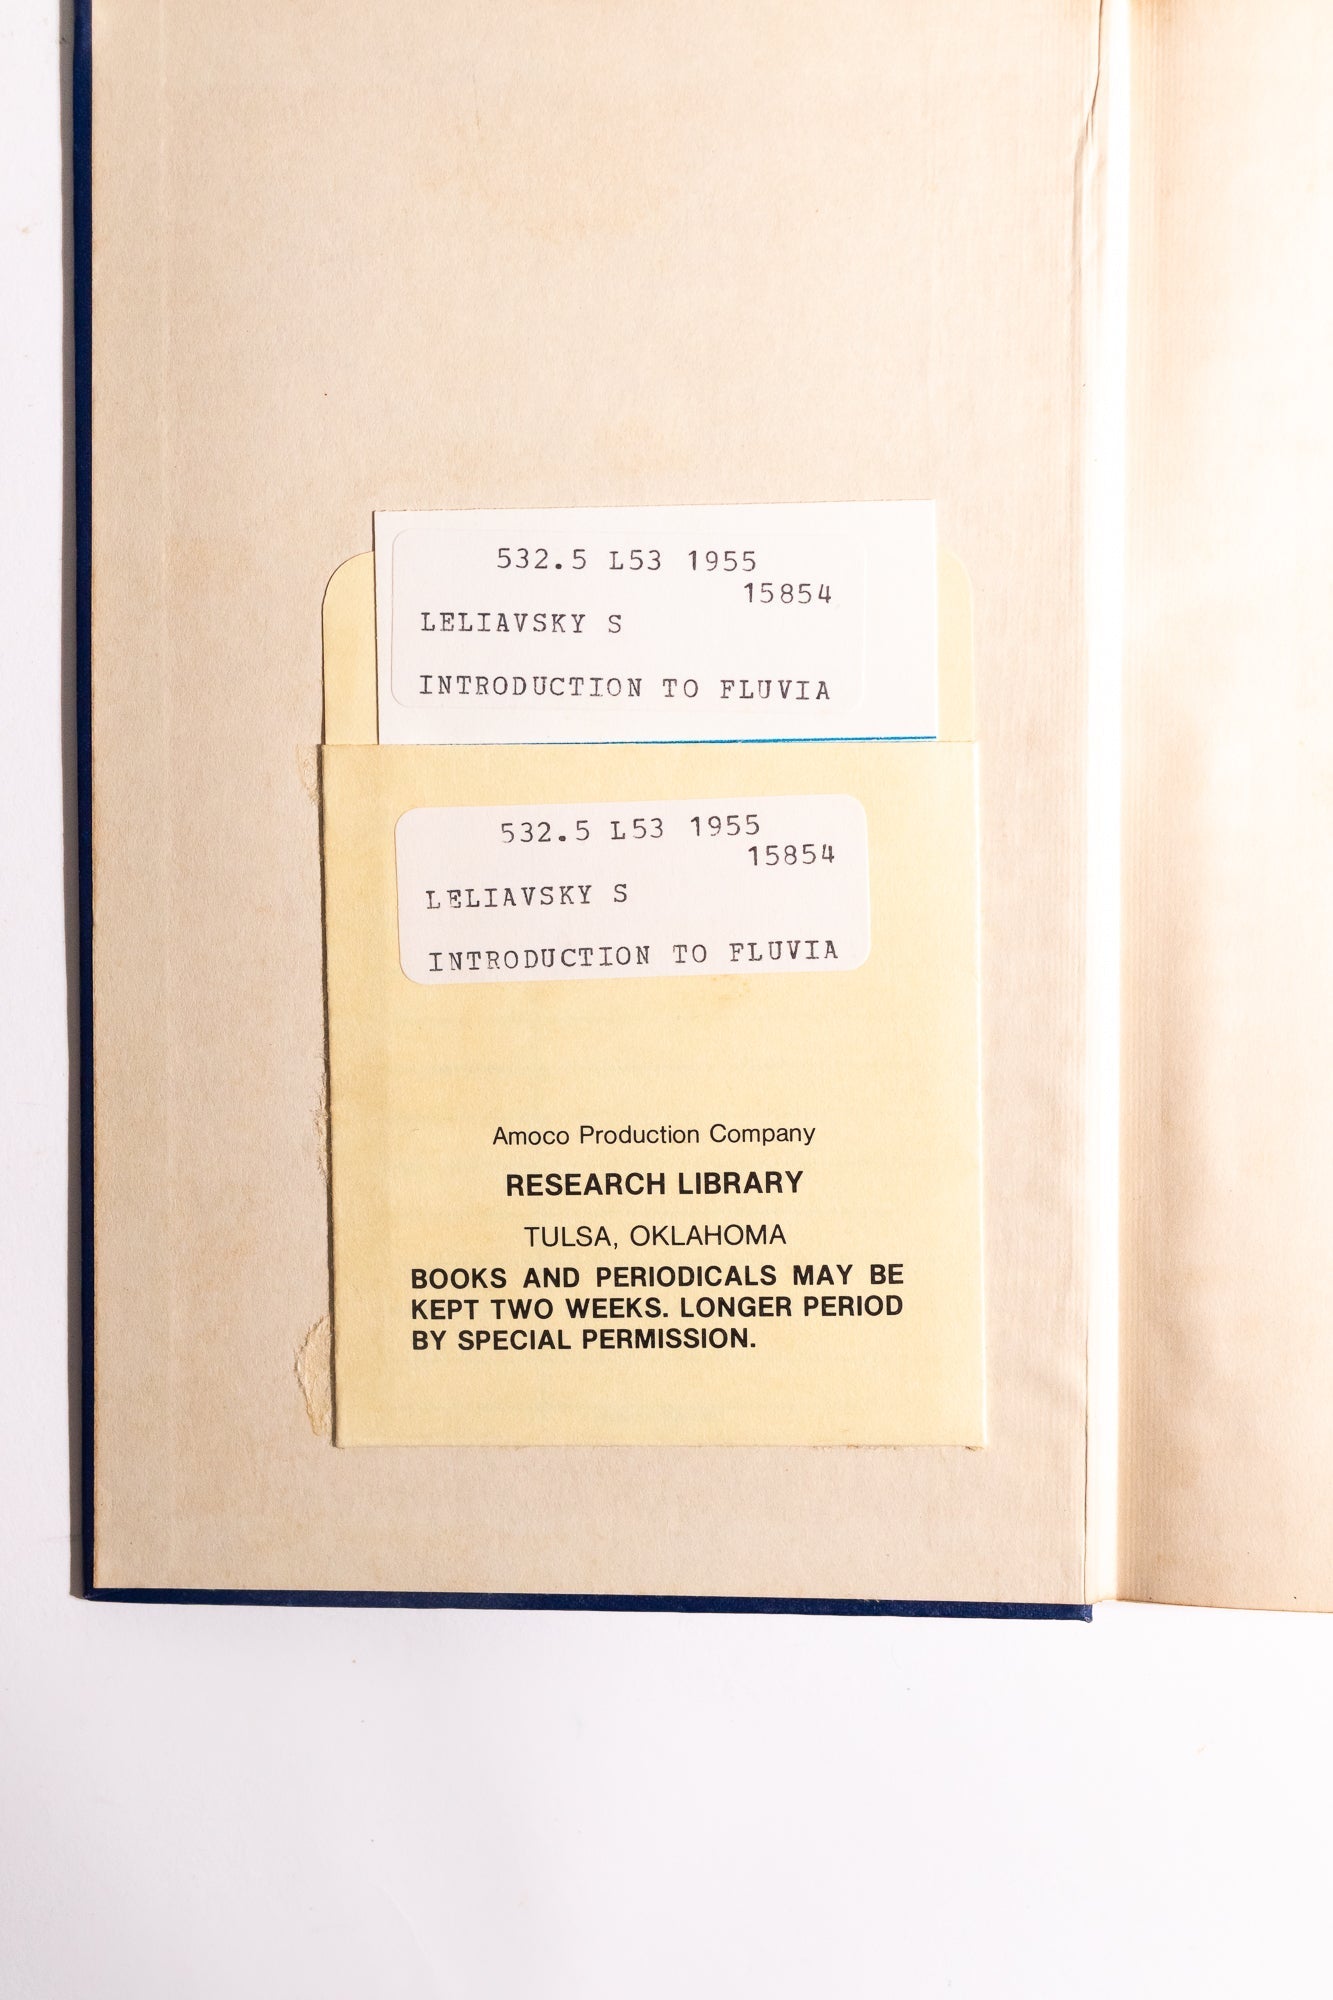 532.5 L53 1955
15854
LELIAVSKY S
INTRODUCTION TO FLUVIA
532.5 L53 1955
15854
LELIAVSKY S
INTRODUCTION TO FLUVIA
Amoco Production Company
RESEARCH LIBRARY
TULSA, OKLAHOMA
BOOKS AND PERIODICALS MAY BE
KEPT TWO WEEKS. LONGER PERIOD
BY SPECIAL PERMISSION.